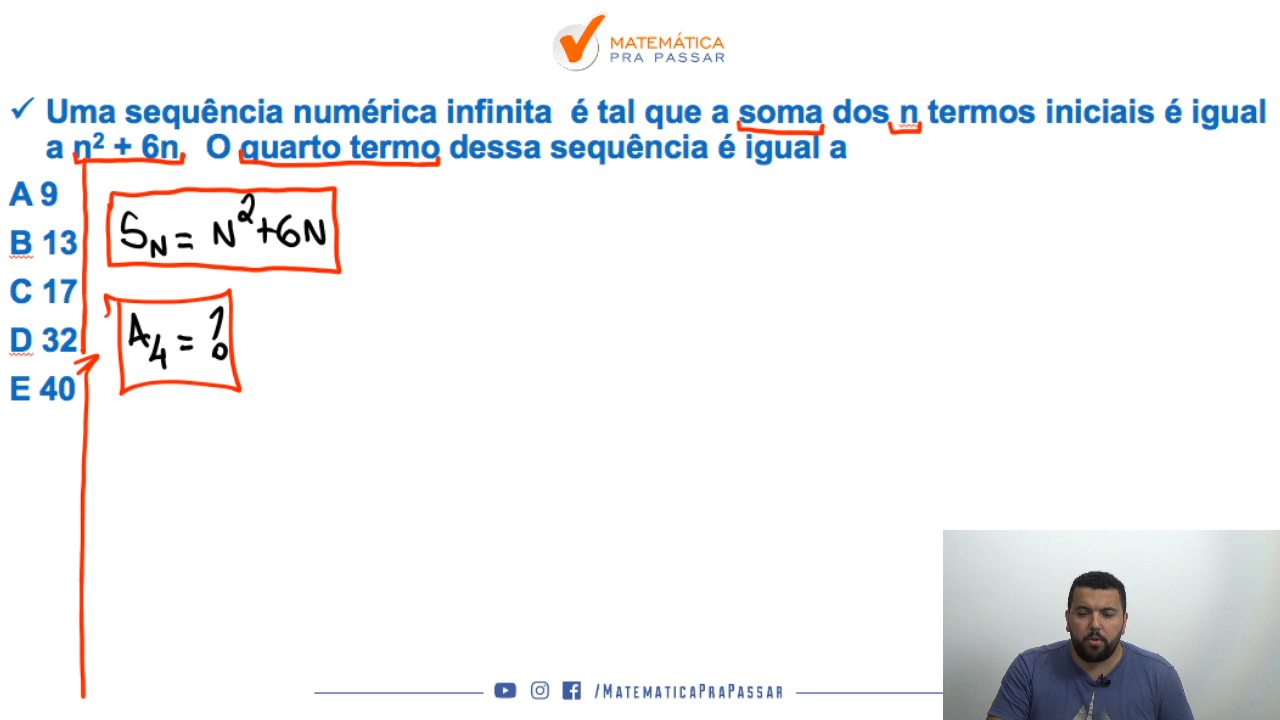 MATEMÁTICA
PRA PASSAR
✓ Uma sequência numérica infinita é tal que a soma dos n termos iniciais é igual
a n² + 6n. O quarto termo dessa sequência é igual a
A 9
B 13
C 17
D 32
E 40
S_N = N² + 6N
A_4 = ?
/MATEMATICAPRAPASSAR